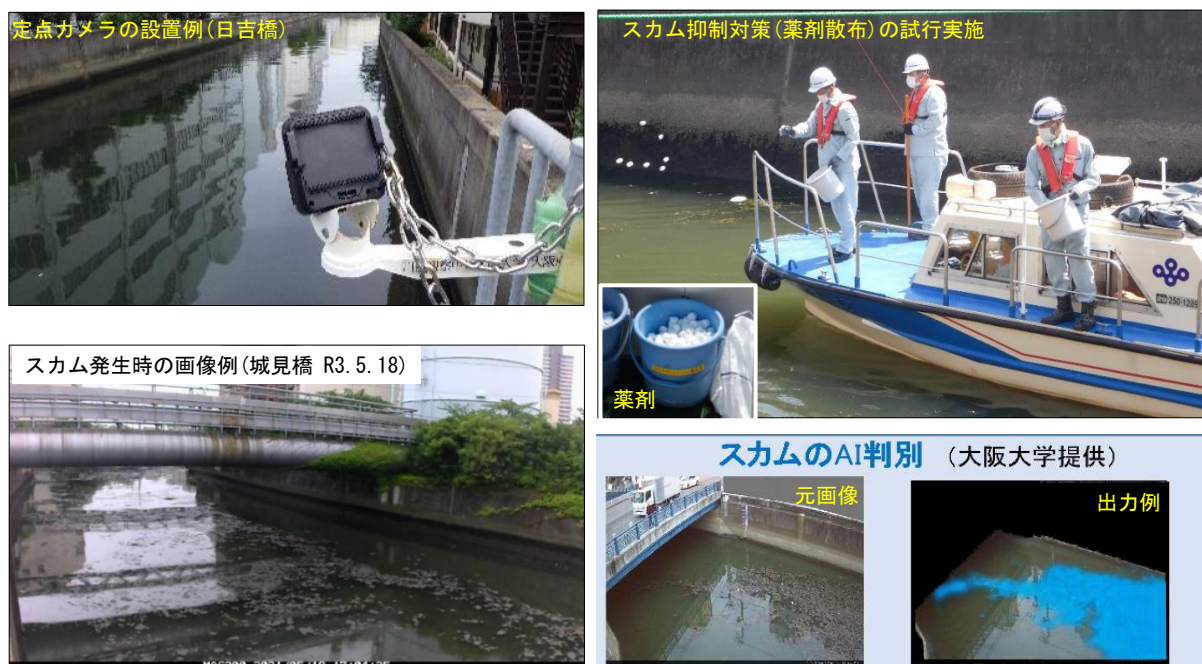 定点カメラの設置例(日吉橋)
スカム抑制対策(薬剤散布)の試行実施
薬剤
スカム発生時の画像例(城見橋 R3.5.18)
スカムのAI判別 (大阪大学提供)
元画像
出力例